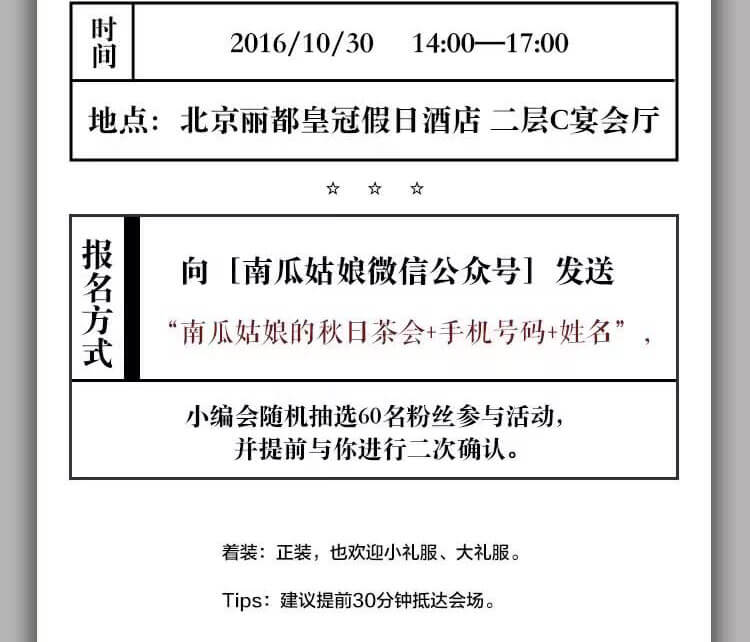 时间
2016/10/30 14:00—17:00
地点：北京丽都皇冠假日酒店 二层C宴会厅
☆ ☆ ☆
报名方式
向［南瓜姑娘微信公众号］发送
“南瓜姑娘的秋日茶会+手机号码+姓名”，
小编会随机抽选60名粉丝参与活动，
并提前与你进行二次确认。
着装：正装，也欢迎小礼服、大礼服。
Tips：建议提前30分钟抵达会场。